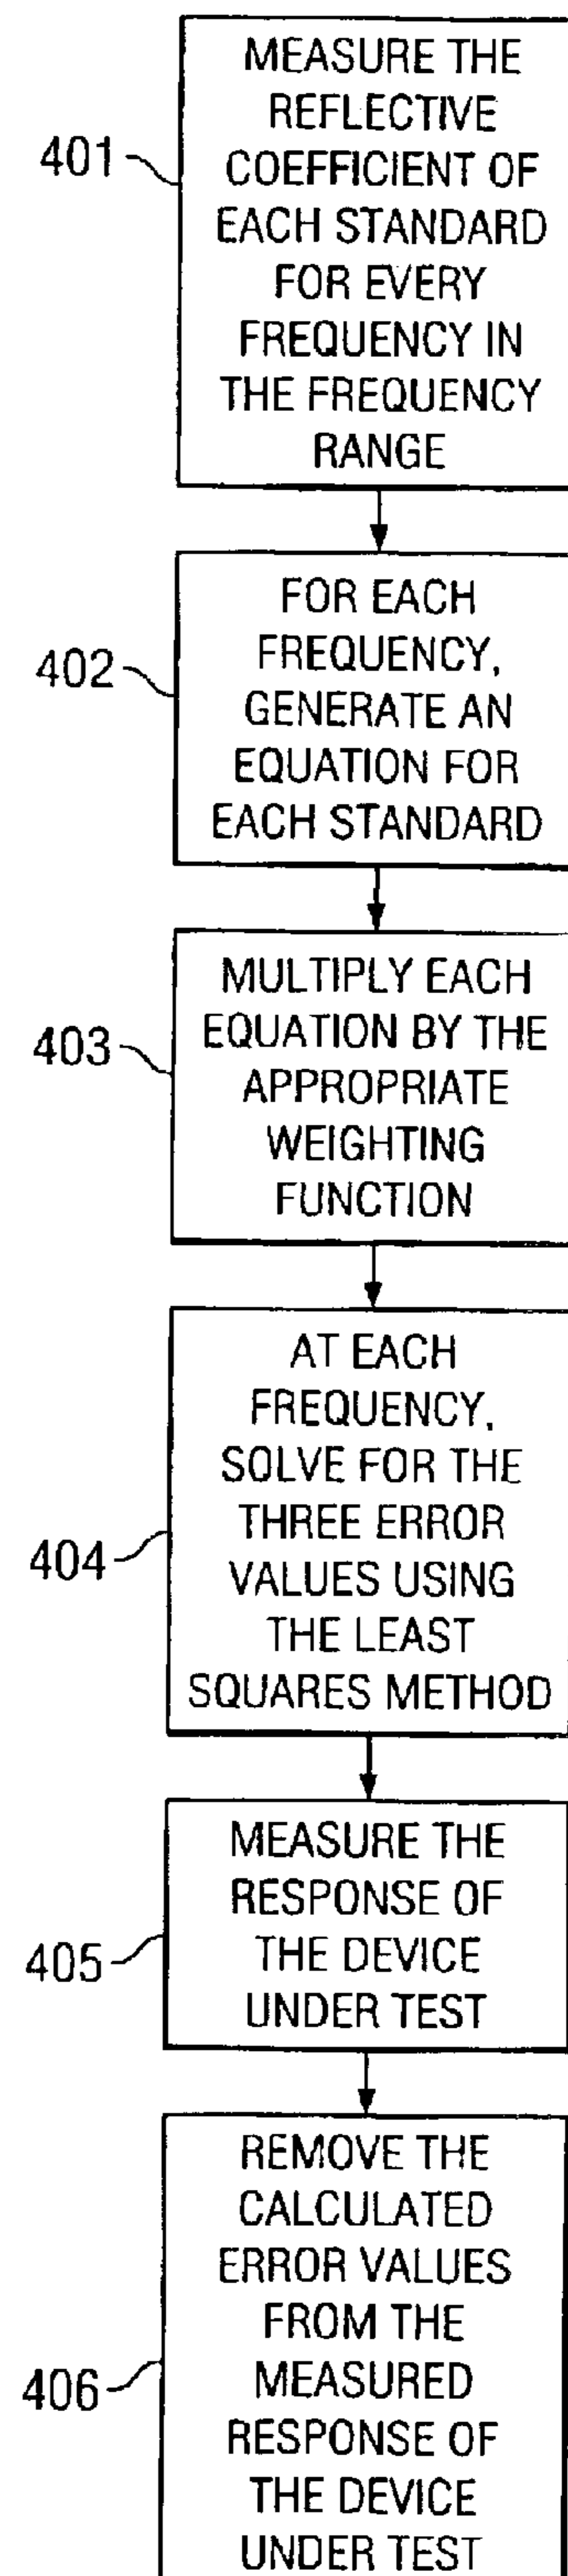 MEASURE THE
REFLECTIVE
401
COEFFICIENT OF
EACH STANDARD
FOR EVERY
FREQUENCY IN
THE FREQUENCY
RANGE
FOR EACH
402
FREQUENCY,
GENERATE AN
EQUATION FOR
EACH STANDARD
MULTIPLY EACH
403
EQUATION BY THE
APPROPRIATE
WEIGHTING
FUNCTION
AT EACH
FREQUENCY,
SOLVE FOR THE
THREE ERROR
404
VALUES USING
THE LEAST
SQUARES METHOD
MEASURE THE
RESPONSE OF
405
THE DEVICE
UNDER TEST
REMOVE THE
CALCULATED
ERROR VALUES
FROM THE
406
MEASURED
RESPONSE OF
THE DEVICE
UNDER TEST